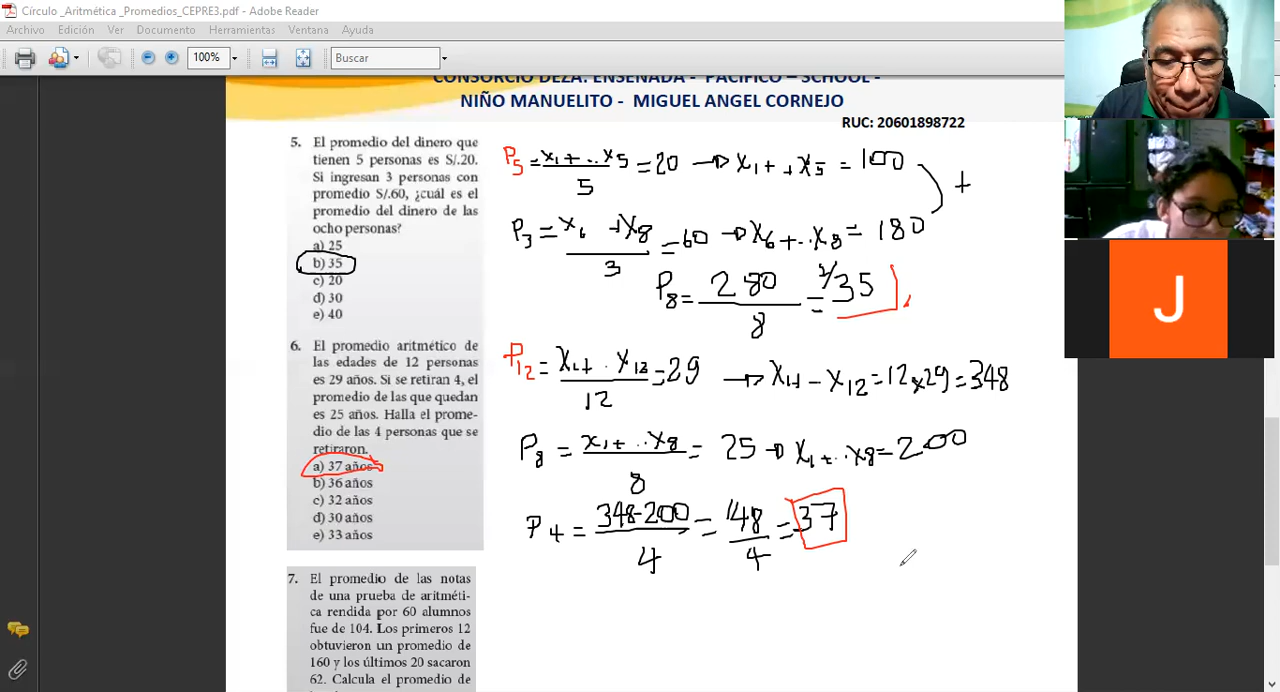 Círculo _Aritmética _Promedios_CEPRE3.pdf - Adobe Reader
Archivo Edición Ver Documento Herramientas Ventana Ayuda
100% Buscar
CONSORCIO DEZA: ENSENADA - PACIFICO – SCHOOL -
NIÑO MANUELITO - MIGUEL ANGEL CORNEJO
RUC: 20601898722
5. El promedio del dinero que
tienen 5 personas es S/.20.
Si ingresan 3 personas con
promedio S/.60, ¿cuál es el
promedio del dinero de las
ocho personas?
a) 25
b) 35
c) 20
d) 30
e) 40
P5 = x1+ ..x5 / 5 = 20 → x1 + +x5 = 100
+
P3 = x6 +x8 / 3 = 60 → x6 + ..x8 = 180
P8 = 280 / 8 = S/35
6. El promedio aritmético de
las edades de 12 personas
es 29 años. Si se retiran 4, el
promedio de las que quedan
es 25 años. Halla el prome-
dio de las 4 personas que se
retiraron.
a) 37 años
b) 36 años
c) 32 años
d) 30 años
e) 33 años
P12 = x1+ .. x12 / 12 = 29 → x1+ - x12 = 12x29 = 348
P8 = x1+ ..x8 / 8 = 25 → x1+ ..x8 = 200
P4 = 348-200 / 4 = 148 / 4 = 37
7. El promedio de las notas
de una prueba de aritméti-
ca rendida por 60 alumnos
fue de 104. Los primeros 12
obtuvieron un promedio de
160 y los últimos 20 sacaron
62. Calcula el promedio de
J